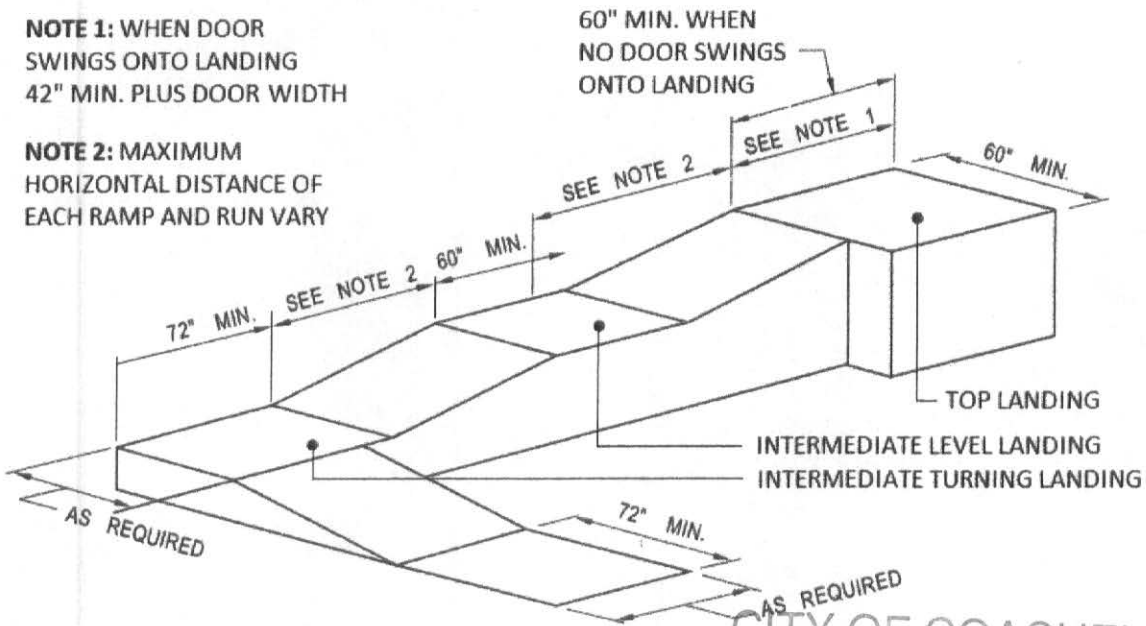 NOTE 1: WHEN DOOR
SWINGS ONTO LANDING
42" MIN. PLUS DOOR WIDTH
NOTE 2: MAXIMUM
HORIZONTAL DISTANCE OF
EACH RAMP AND RUN VARY
60" MIN. WHEN
NO DOOR SWINGS
ONTO LANDING
SEE NOTE 1
60" MIN.
SEE NOTE 2
60" MIN.
SEE NOTE 2
72" MIN.
TOP LANDING
INTERMEDIATE LEVEL LANDING
INTERMEDIATE TURNING LANDING
AS REQUIRED
72" MIN.
AS REQUIRED
CITY OF